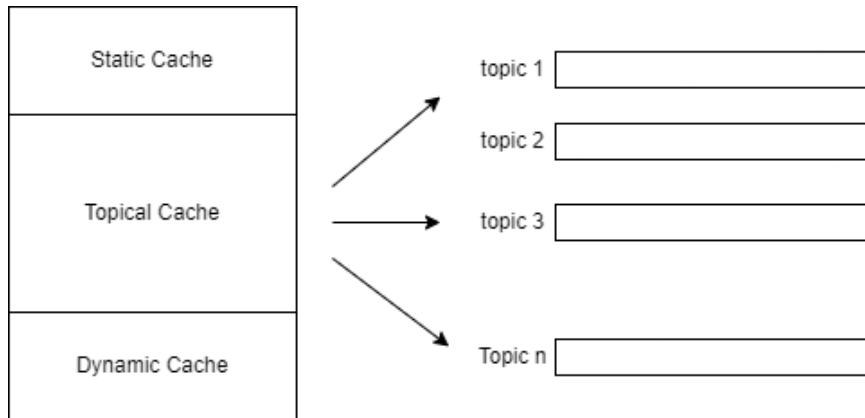 Static Cache
Topical Cache
Dynamic Cache
topic 1
topic 2
topic 3
Topic n